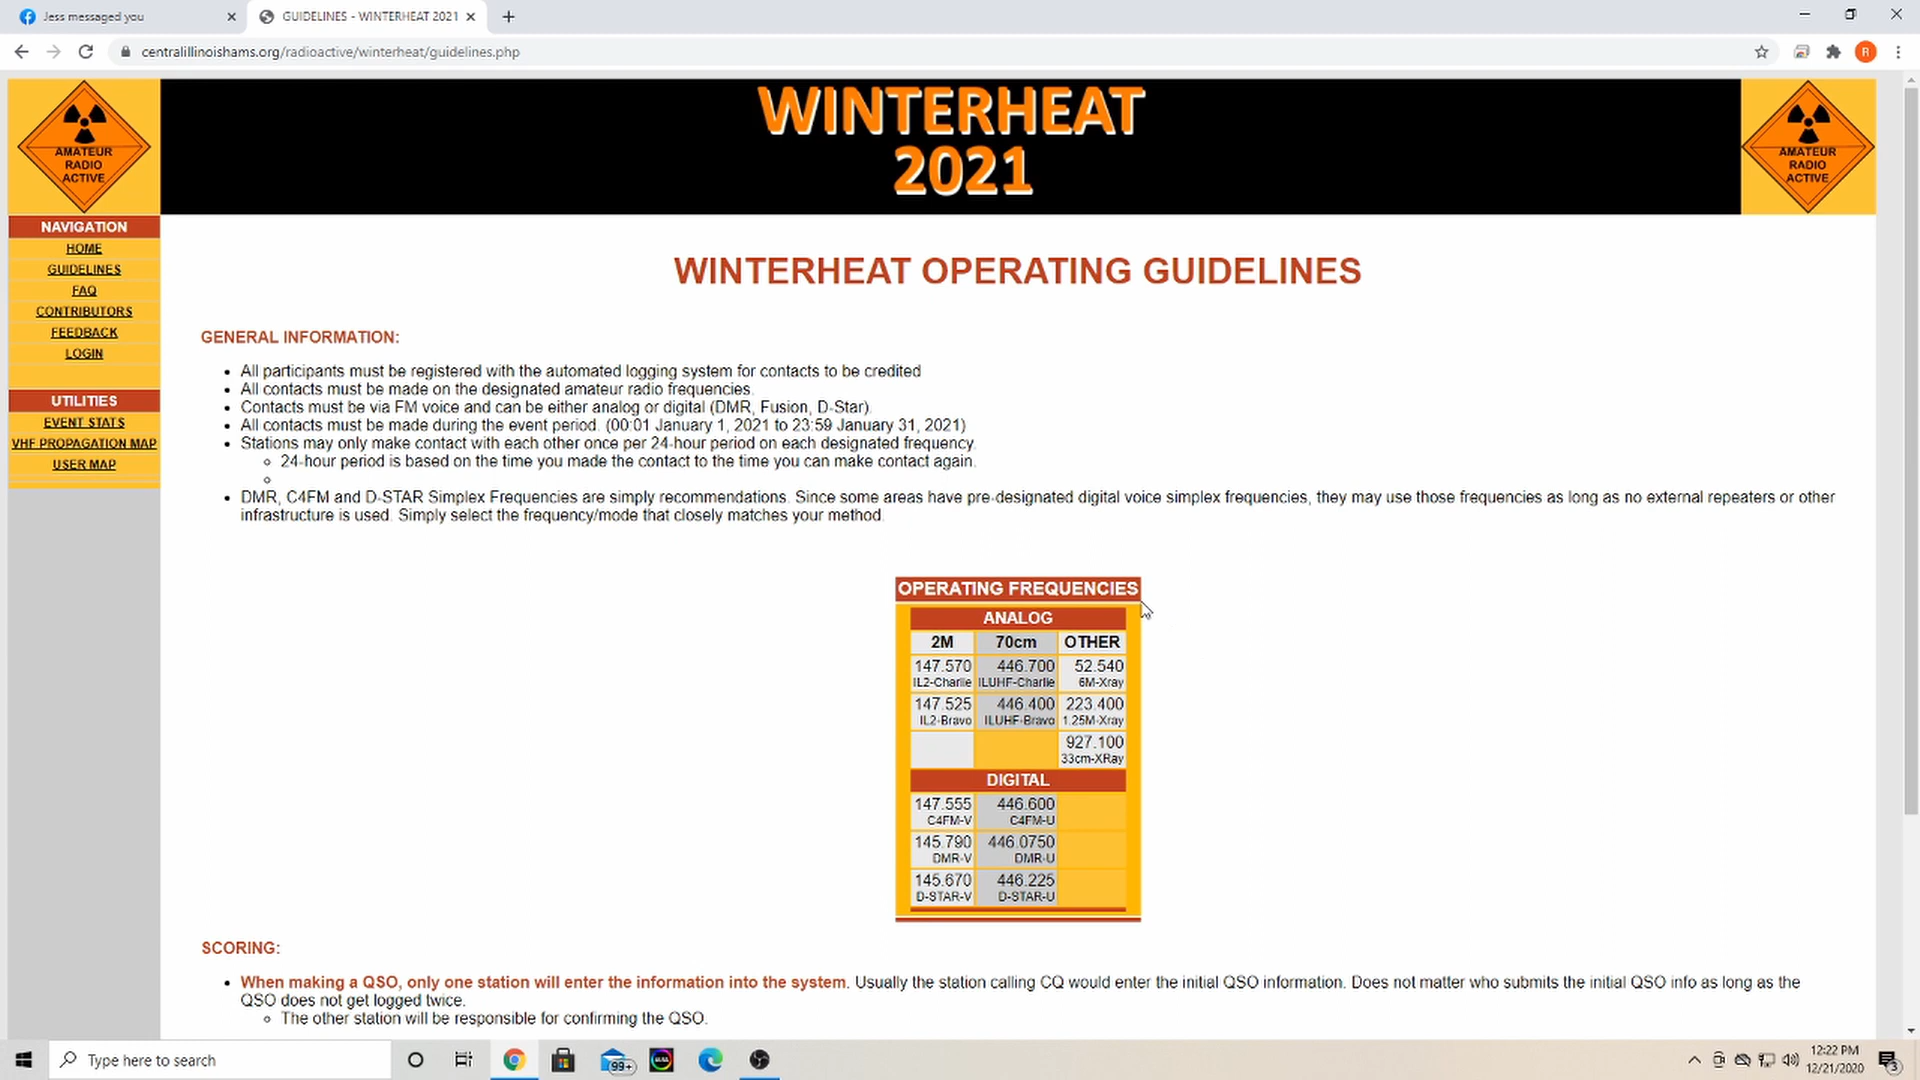 Jess messaged you
GUIDELINES - WINTERHEAT 2021
centralillinoishams.org/radioactive/winterheat/guidelines.php
R
AMATEUR
RADIO
ACTIVE
WINTERHEAT
2021
AMATEUR
RADIO
ACTIVE
NAVIGATION
HOME
GUIDELINES
FAQ
CONTRIBUTORS
FEEDBACK
LOGIN
UTILITIES
EVENT STATS
VHF PROPAGATION MAP
USER MAP
WINTERHEAT OPERATING GUIDELINES
GENERAL INFORMATION:
All participants must be registered with the automated logging system for contacts to be credited
All contacts must be made on the designated amateur radio frequencies.
Contacts must be via FM voice and can be either analog or digital (DMR, Fusion, D-Star).
All contacts must be made during the event period. (00:01 January 1, 2021 to 23:59 January 31, 2021)
Stations may only make contact with each other once per 24-hour period on each designated frequency.
24-hour period is based on the time you made the contact to the time you can make contact again.
DMR, C4FM and D-STAR Simplex Frequencies are simply recommendations. Since some areas have pre-designated digital voice simplex frequencies, they may use those frequencies as long as no external repeaters or other
infrastructure is used. Simply select the frequency/mode that closely matches your method.
OPERATING FREQUENCIES
ANALOG
2M 70cm OTHER
147.570 446.700 52.540
IL2-Charlie ILUHF-Charlie 6M-Xray
147.525 446.400 223.400
IL2-Bravo ILUHF-Bravo 1.25M-Xray
927.100
33cm-XRay
DIGITAL
147.555 446.600
C4FM-V C4FM-U
145.790 446.0750
DMR-V DMR-U
145.670 446.225
D-STAR-V D-STAR-U
SCORING:
When making a QSO, only one station will enter the information into the system. Usually the station calling CQ would enter the initial QSO information. Does not matter who submits the initial QSO info as long as the
QSO does not get logged twice.
The other station will be responsible for confirming the QSO.
Type here to search
99+
12:22 PM
12/21/2020
3